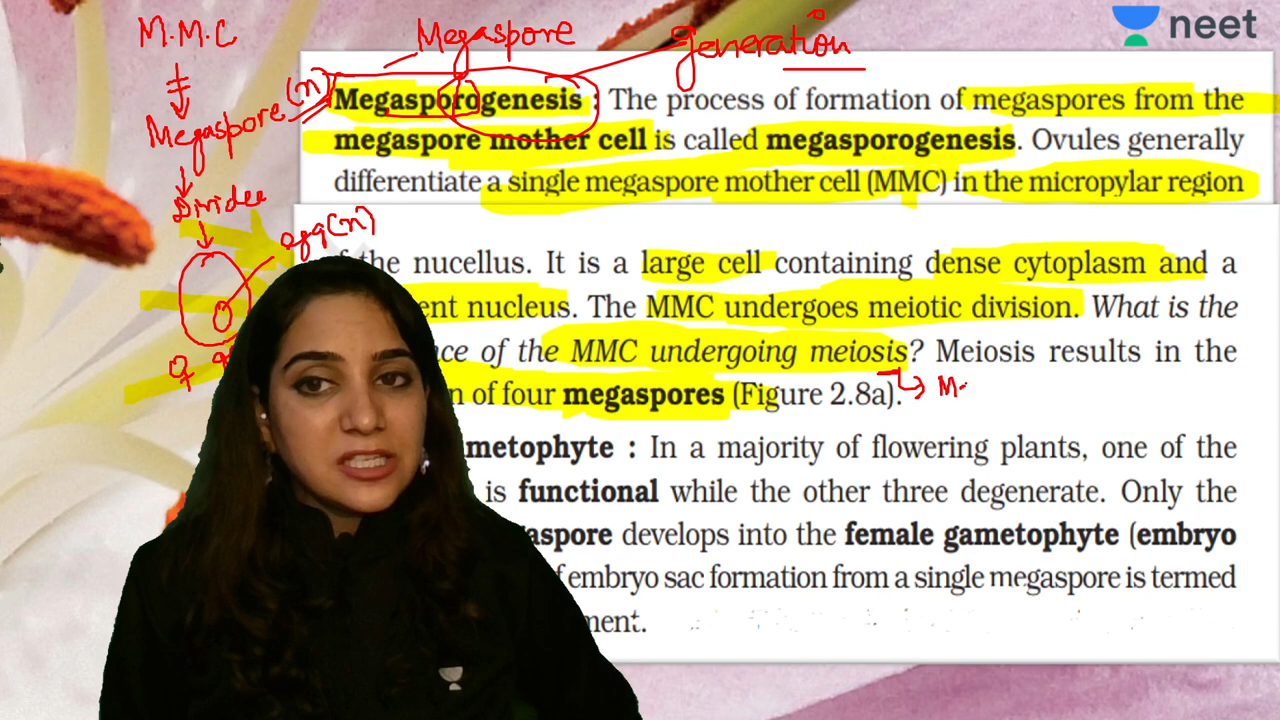 M.M.C
Megaspore
generation
neet
Megaspore (n)
Divides
egg (n)
♀
Megasporogenesis : The process of formation of megaspores from the
megaspore mother cell is called megasporogenesis. Ovules generally
differentiate a single megaspore mother cell (MMC) in the micropylar region
the nucellus. It is a large cell containing dense cytoplasm and a
ent nucleus. The MMC undergoes meiotic division. What is the
ce of the MMC undergoing meiosis? Meiosis results in the
n of four megaspores (Figure 2.8a).
M.
ametophyte : In a majority of flowering plants, one of the
is functional while the other three degenerate. Only the
aspore develops into the female gametophyte (embryo
f embryo sac formation from a single megaspore is termed
ment.